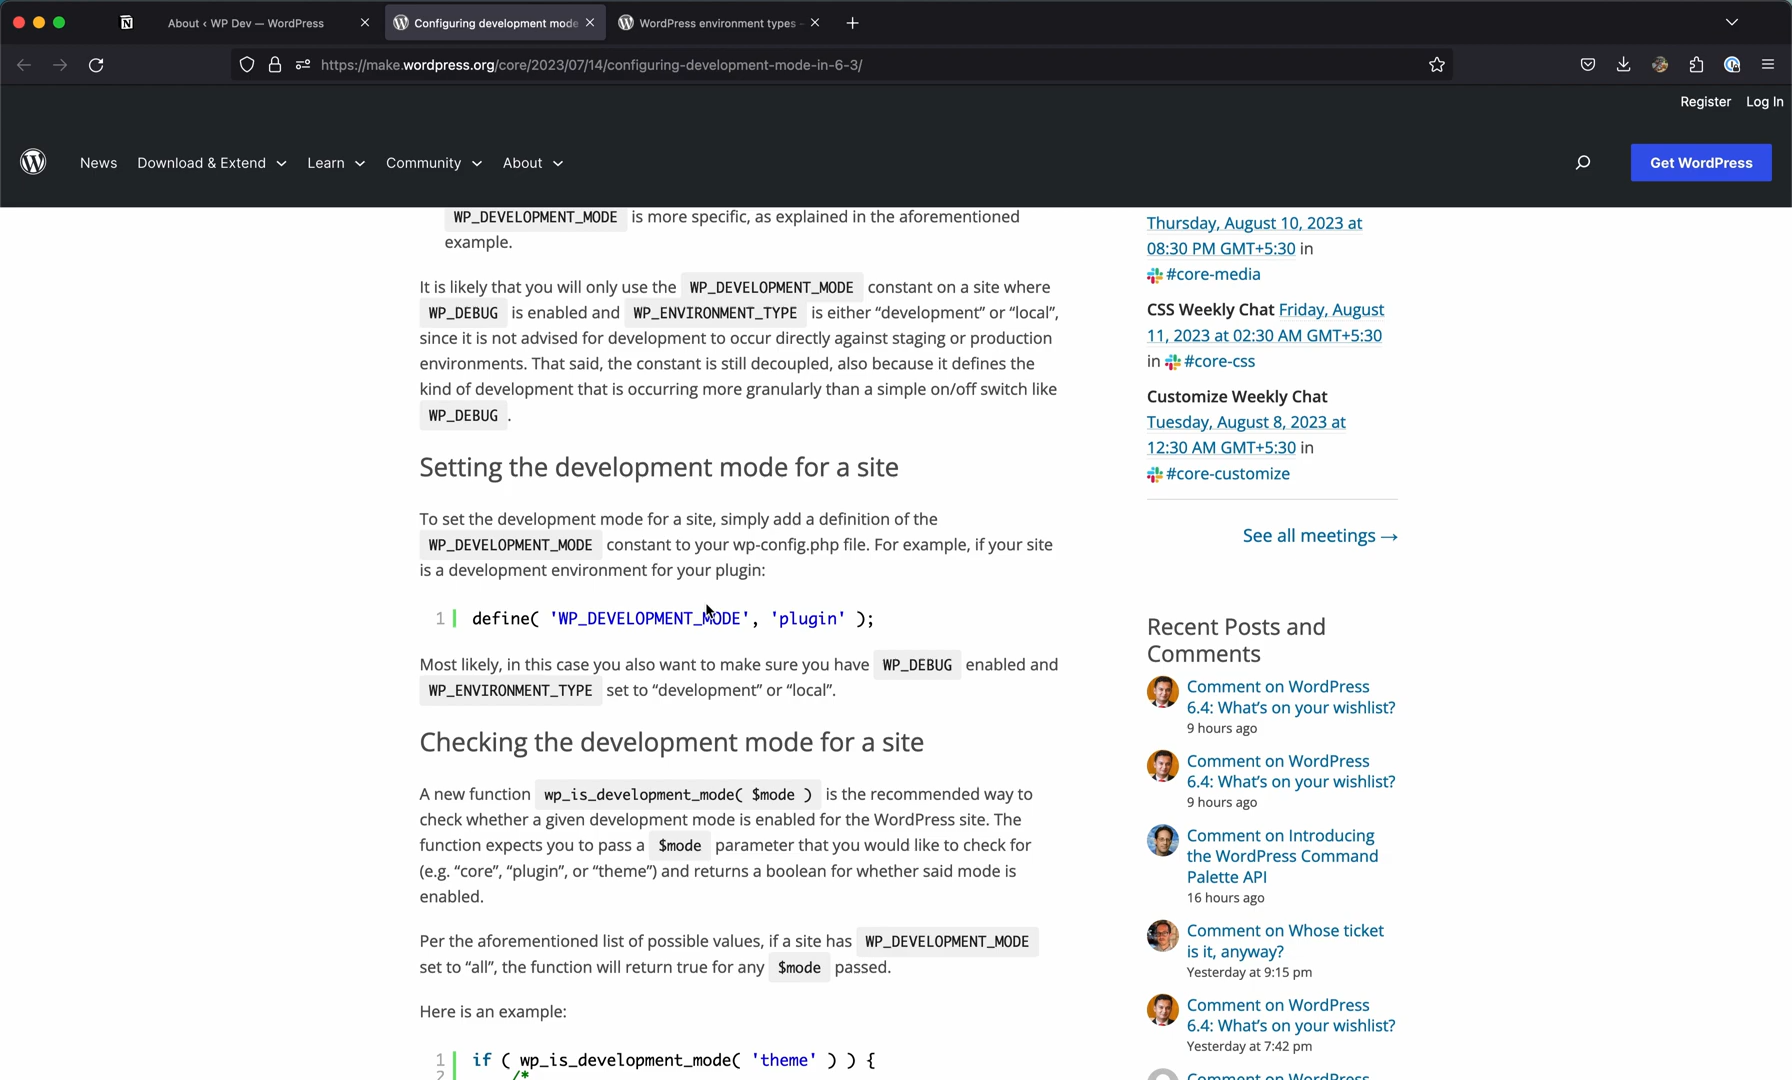 About ‹ WP Dev — WordPress
Configuring development mode
WordPress environment types
https://make.wordpress.org/core/2023/07/14/configuring-development-mode-in-6-3/
Register Log In
News Download & Extend Learn Community About
Get WordPress
WP_DEVELOPMENT_MODE is more specific, as explained in the aforementioned
example.
It is likely that you will only use the WP_DEVELOPMENT_MODE constant on a site where
WP_DEBUG is enabled and WP_ENVIRONMENT_TYPE is either “development” or “local”,
since it is not advised for development to occur directly against staging or production
environments. That said, the constant is still decoupled, also because it defines the
kind of development that is occurring more granularly than a simple on/off switch like
WP_DEBUG .
Setting the development mode for a site
To set the development mode for a site, simply add a definition of the
WP_DEVELOPMENT_MODE constant to your wp-config.php file. For example, if your site
is a development environment for your plugin:
1 define( 'WP_DEVELOPMENT_MODE', 'plugin' );
Most likely, in this case you also want to make sure you have WP_DEBUG enabled and
WP_ENVIRONMENT_TYPE set to “development” or “local”.
Checking the development mode for a site
A new function wp_is_development_mode( $mode ) is the recommended way to
check whether a given development mode is enabled for the WordPress site. The
function expects you to pass a $mode parameter that you would like to check for
(e.g. “core”, “plugin”, or “theme”) and returns a boolean for whether said mode is
enabled.
Per the aforementioned list of possible values, if a site has WP_DEVELOPMENT_MODE
set to “all”, the function will return true for any $mode passed.
Here is an example:
1 if ( wp_is_development_mode( 'theme' ) ) {
2 /*
Thursday, August 10, 2023 at
08:30 PM GMT+5:30 in
#core-media
CSS Weekly Chat Friday, August
11, 2023 at 02:30 AM GMT+5:30
in #core-css
Customize Weekly Chat
Tuesday, August 8, 2023 at
12:30 AM GMT+5:30 in
#core-customize
See all meetings →
Recent Posts and
Comments
Comment on WordPress
6.4: What’s on your wishlist?
9 hours ago
Comment on WordPress
6.4: What’s on your wishlist?
9 hours ago
Comment on Introducing
the WordPress Command
Palette API
16 hours ago
Comment on Whose ticket
is it, anyway?
Yesterday at 9:15 pm
Comment on WordPress
6.4: What’s on your wishlist?
Yesterday at 7:42 pm
Comment on WordPress